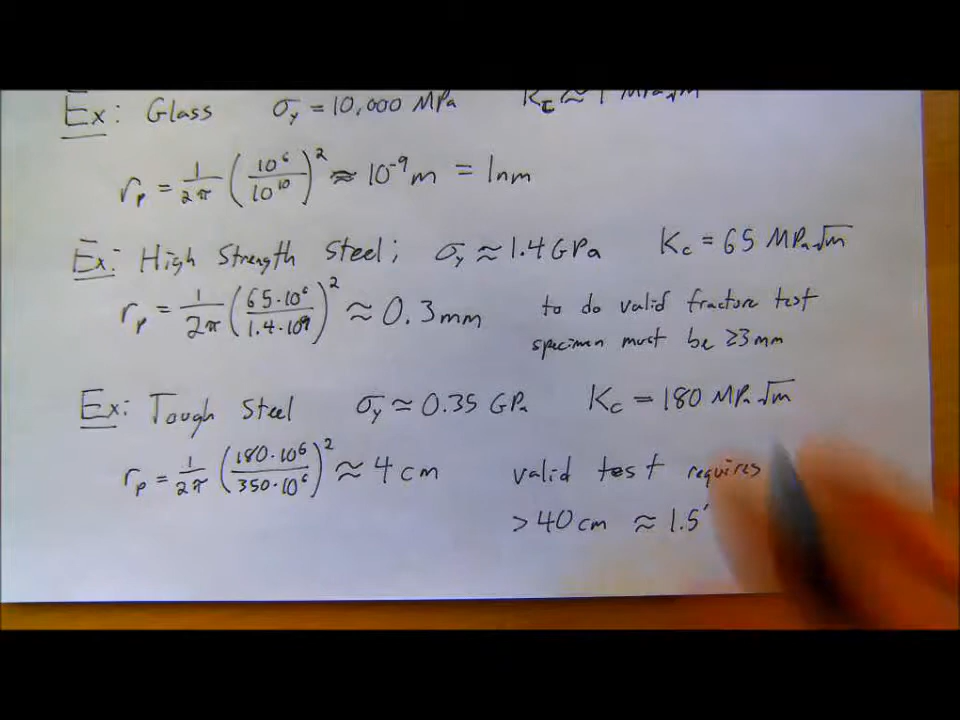 Ex: Glass σy = 10,000 MPa Kc ≈ 1 MPa√m
rp = 1/2π (10^6/10^10)^2 ≈ 10^-9 m = 1nm
Ex: High Strength Steel; σy ≈ 1.4 GPa Kc = 65 MPa√m
rp = 1/2π (65·10^6/1.4·10^9)^2 ≈ 0.3mm
to do valid fracture test
specimen must be ≥3mm
Ex: Tough Steel σy ≈ 0.35 GPa Kc = 180 MPa√m
rp = 1/2π (180·10^6/350·10^6)^2 ≈ 4 cm
valid test requires
>40cm ≈ 1.5'